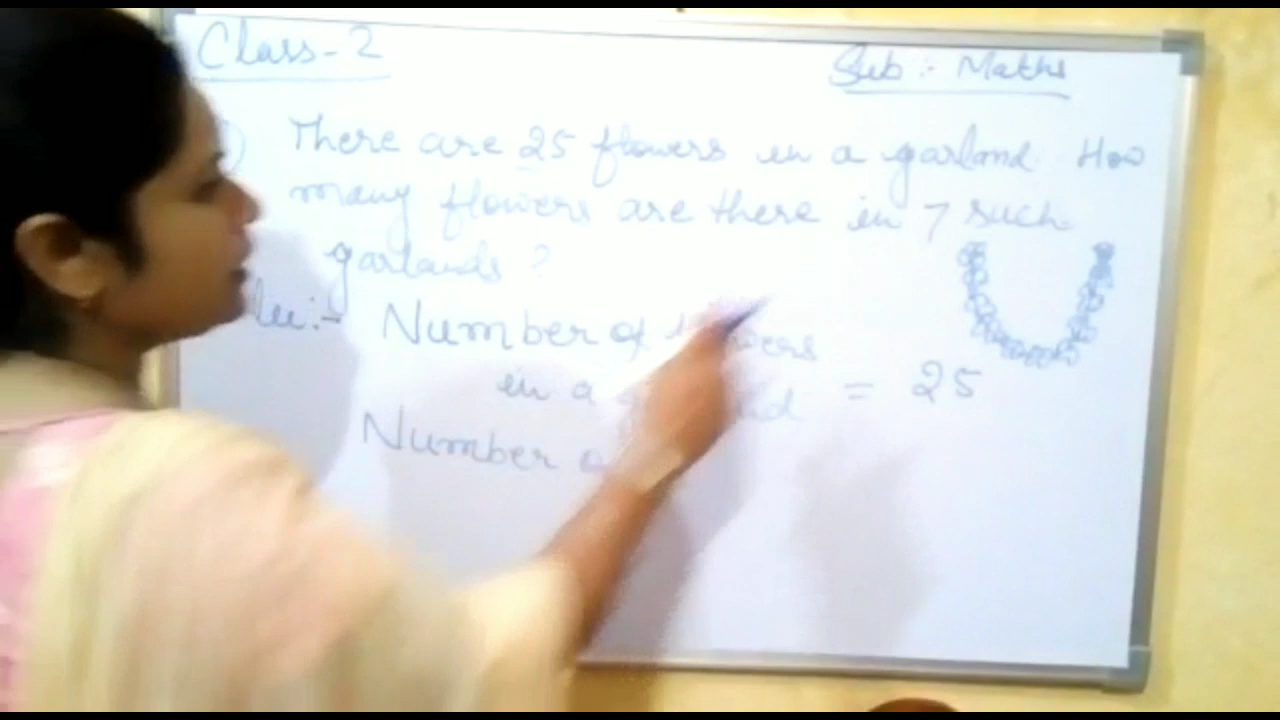 Class-2
Sub:- Maths
There are 25 flowers in a garland. How
many flowers are there in 7 such
garlands?
Number of
in a = 25
Number